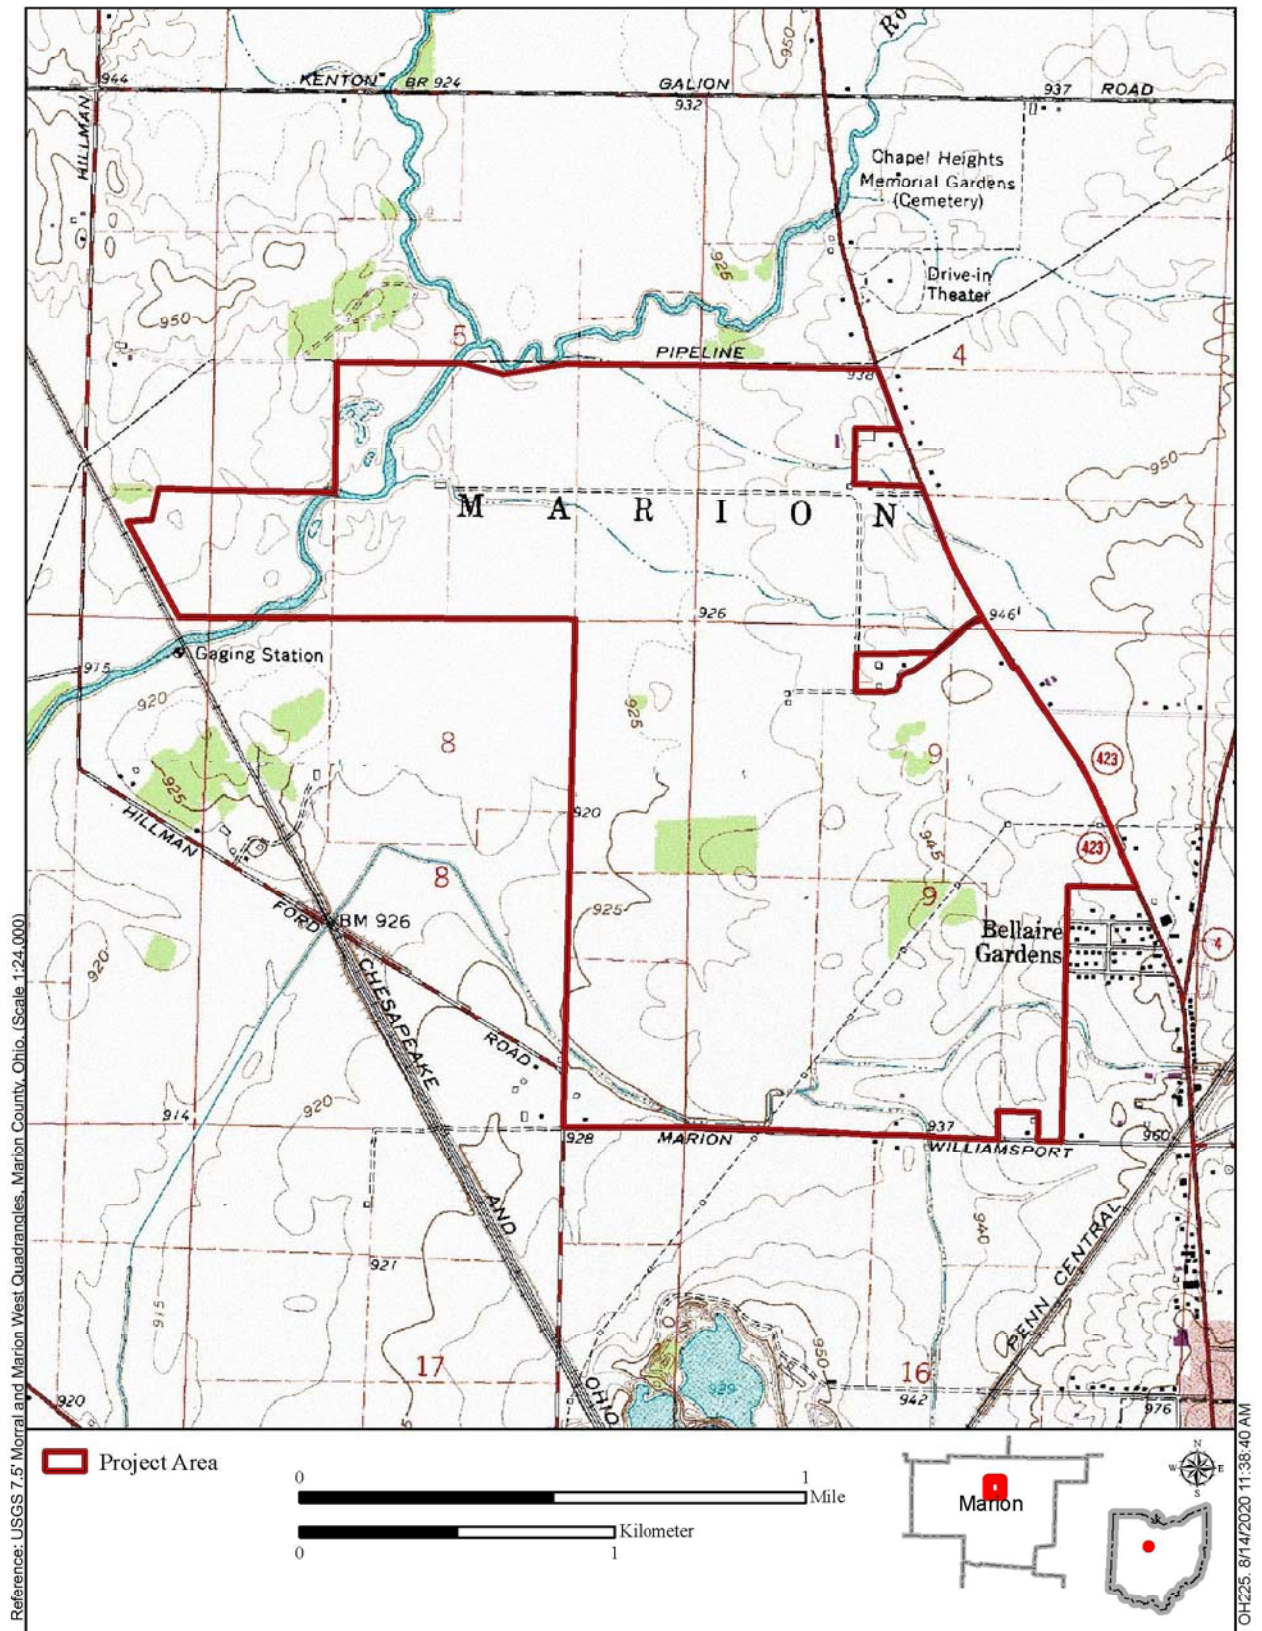 Ro
950
944
KENTON
BR 924
GALION
932
937 ROAD
HILLMAN
Chapel Heights
Memorial Gardens
(Cemetery)
925
Drive-in
Theater
950
5
PIPELINE
4
938
950
M A R I O N
926
946
Gaging Station
975
920
925
8
9
423
925
HILLMAN
920
945
423
8
9
925
FORD
BM 926
Bellaire
Gardens
4
920
CHESAPEAKE
ROAD
920
914
928
MARION
937
WILLIAMSPORT
960
AND
940
PENN CENTRAL
921
915
950
17
929
16
OHIO
942
920
976
Project Area
0 1
Mile
Kilometer
0 1
Marion
N
W E
S
Reference: USGS 7.5' Morral and Marion West Quadrangles, Marion County, Ohio. (Scale 1:24,000)
OH225. 8/14/2020 11:38:40 AM